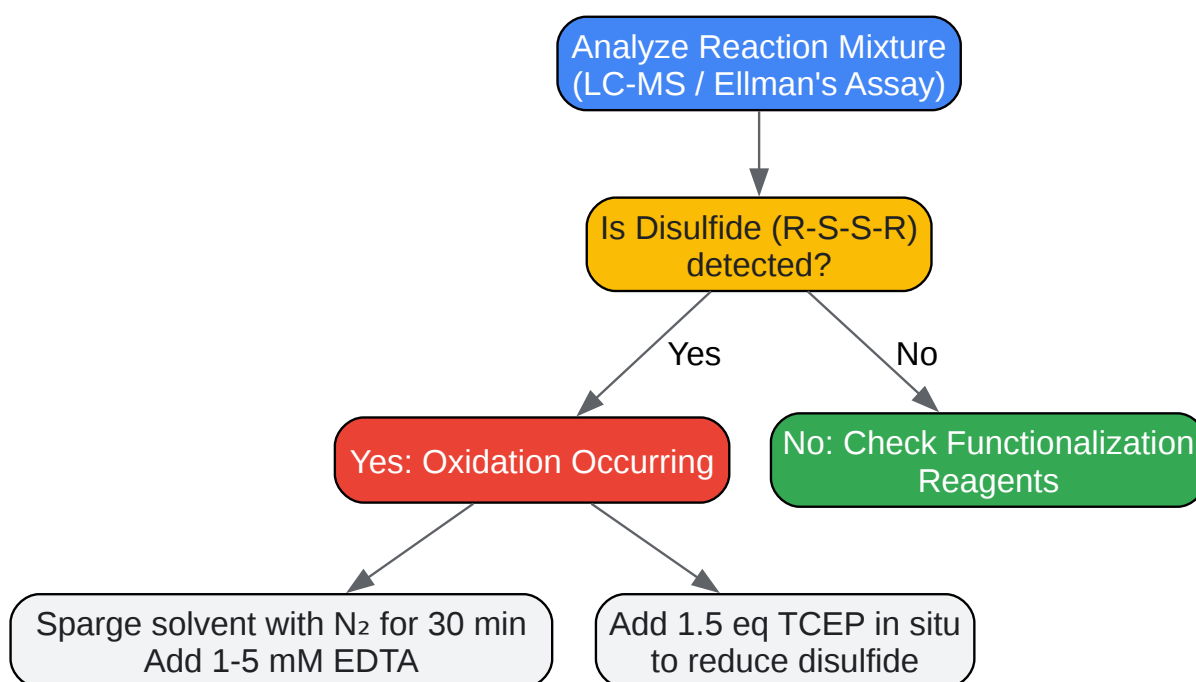 Analyze Reaction Mixture
(LC-MS / Ellman's Assay)
Is Disulfide (R-S-S-R)
detected?
Yes
No
Yes: Oxidation Occurring
No: Check Functionalization
Reagents
Sparge solvent with N₂ for 30 min
Add 1-5 mM EDTA
Add 1.5 eq TCEP in situ
to reduce disulfide